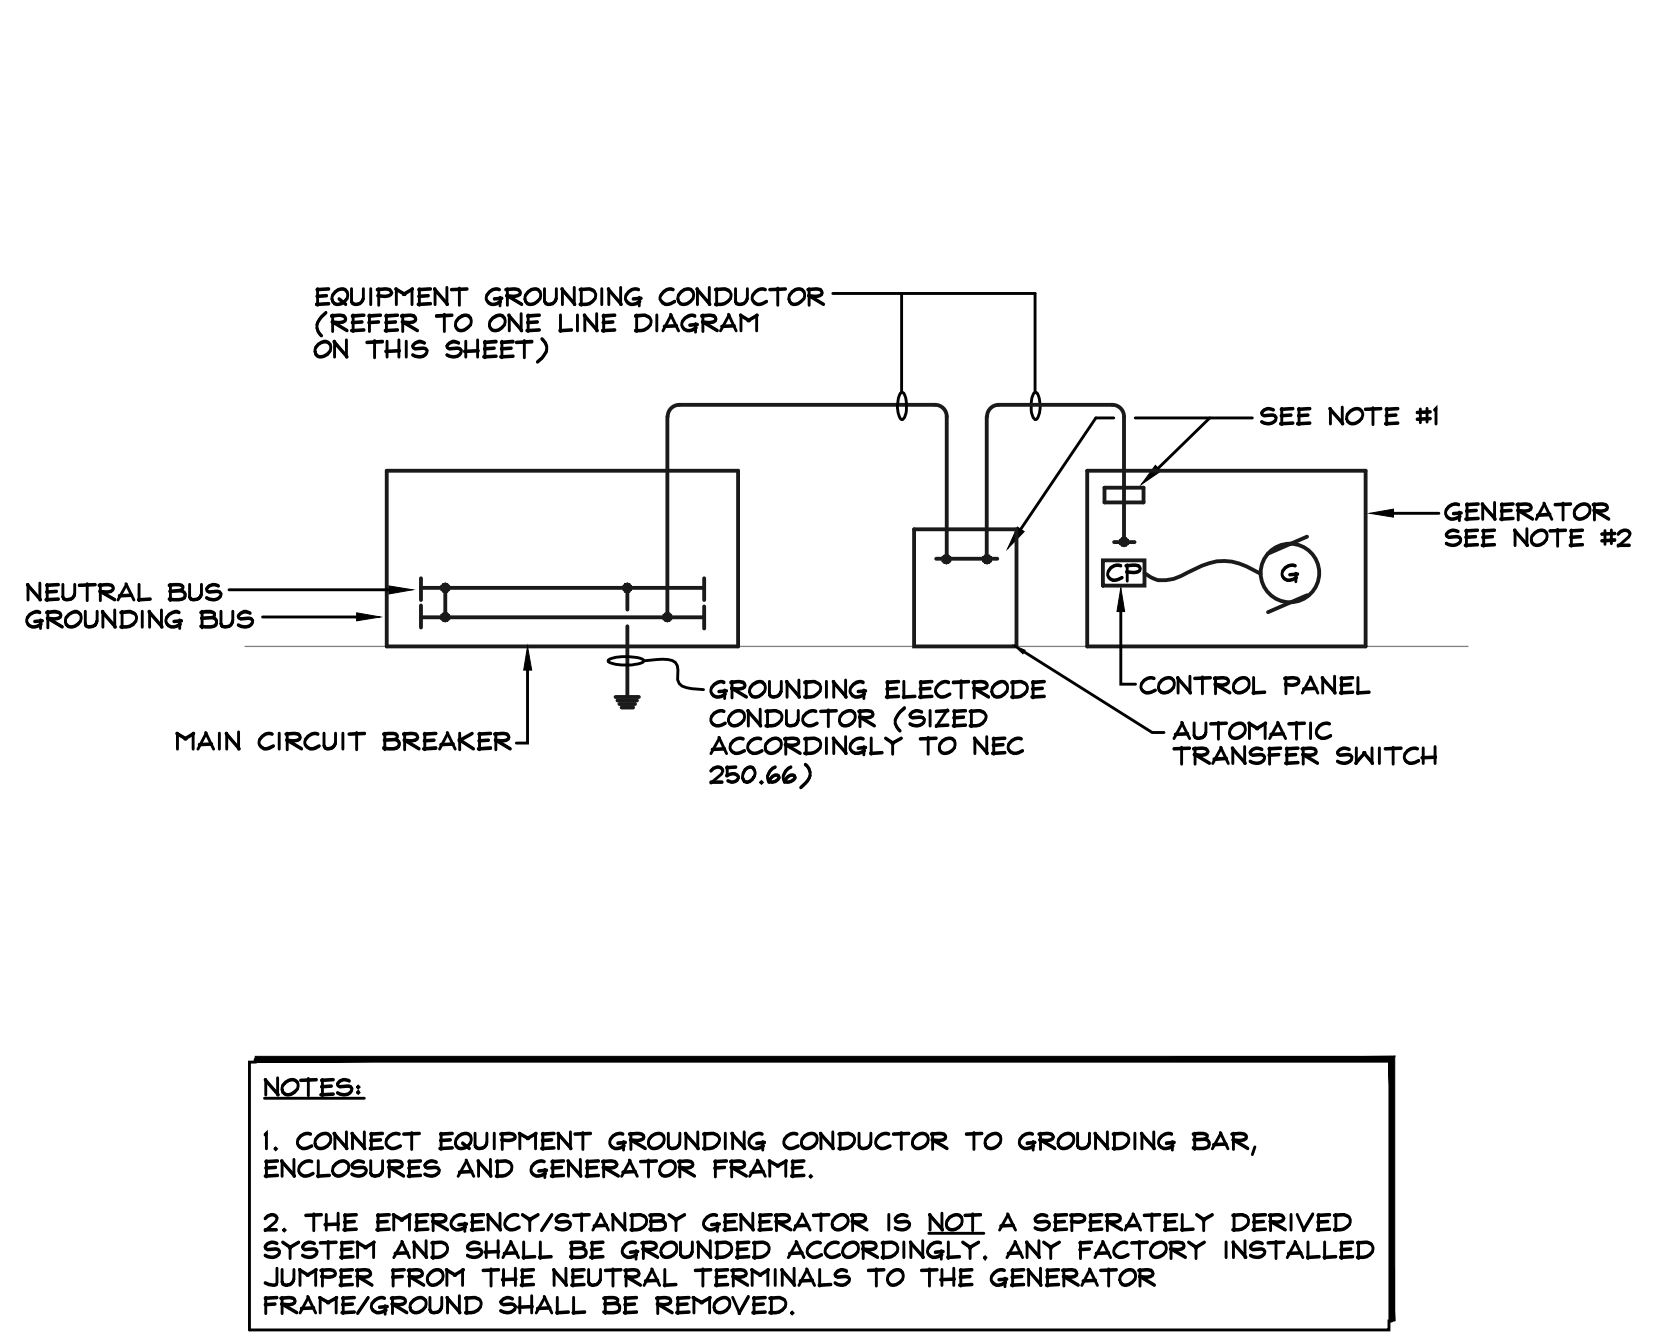 EQUIPMENT GROUNDING CONDUCTOR
(REFER TO ONE LINE DIAGRAM
ON THIS SHEET)
SEE NOTE #1
GENERATOR
SEE NOTE #2
CP
G
NEUTRAL BUS
GROUNDING BUS
GROUNDING ELECTRODE
CONDUCTOR (SIZED
ACCORDINGLY TO NEC
250.66)
CONTROL PANEL
MAIN CIRCUIT BREAKER
AUTOMATIC
TRANSFER SWITCH
NOTES:
1. CONNECT EQUIPMENT GROUNDING CONDUCTOR TO GROUNDING BAR,
ENCLOSURES AND GENERATOR FRAME.
2. THE EMERGENCY/STANDBY GENERATOR IS NOT A SEPERATELY DERIVED
SYSTEM AND SHALL BE GROUNDED ACCORDINGLY. ANY FACTORY INSTALLED
JUMPER FROM THE NEUTRAL TERMINALS TO THE GENERATOR
FRAME/GROUND SHALL BE REMOVED.